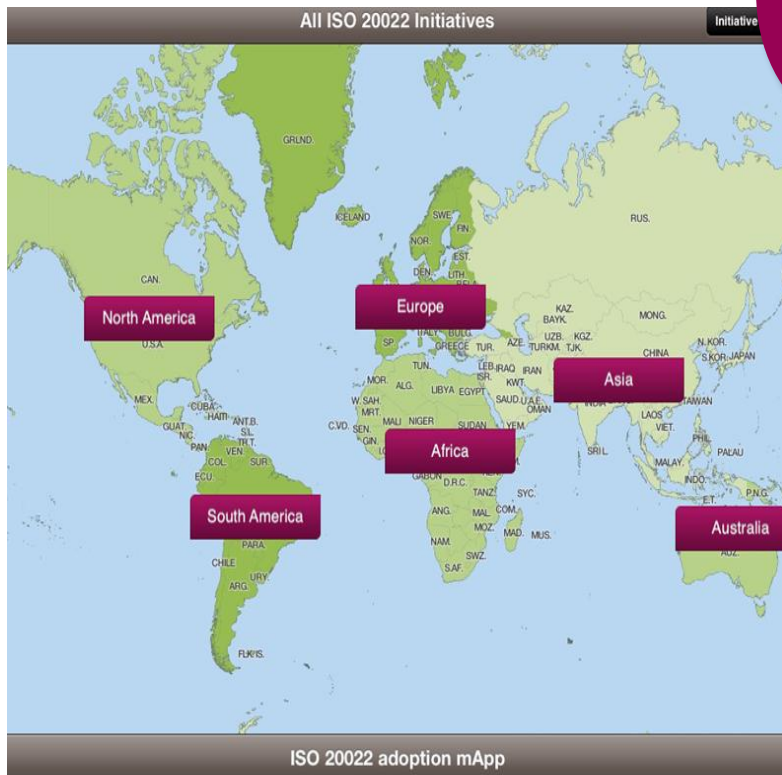 All ISO 20022 Initiatives
Initiative
GRLND.
ICELAND
SWE.
FIN
NOR.
RUS.
EST.
DEN.
LITH.
CAN.
North America
Europe
U.S.A.
SP
ITALY
BULG.
GREECE
TUR.
AZE.
KAZ.
BAYK.
UZB.
KGZ.
TURKM.
TJK.
MONG.
CHINA
N.KOR.
S.KOR.
JAPAN
Asia
TUN.
LEB.
IRAQ
IRAN
ISR.
KWT.
MOR.
ALG.
LIBYA
EGYPT
SAUD.
U.A.E.
OMAN
INDIA
TAIWAN
MEX.
CUBA
HAITI
ANT.B.
W.SAH.
MRT.
MALI
NIGER
SUDAN
YEM.
LAOS
VIET.
GUAT.
NIC.
S.L.
TR.T.
C.VD.
SEN.
GIN.
Africa
PHIL.
PALAU
PAN.
VEN.
COL.
SUR.
ECU.
SRI L.
MALAY.
INDO.
GABON
D.R.C.
KEN.
TANZ.
SYC.
E.T.
P.N.G.
South America
ANG.
MAL.
COM.
MOZ.
MAD.
MUS.
Australia
PARA.
NAM.
SWZ.
S.AF.
CHILE
URY.
ARG.
FLK.IS.
ISO 20022 adoption mApp